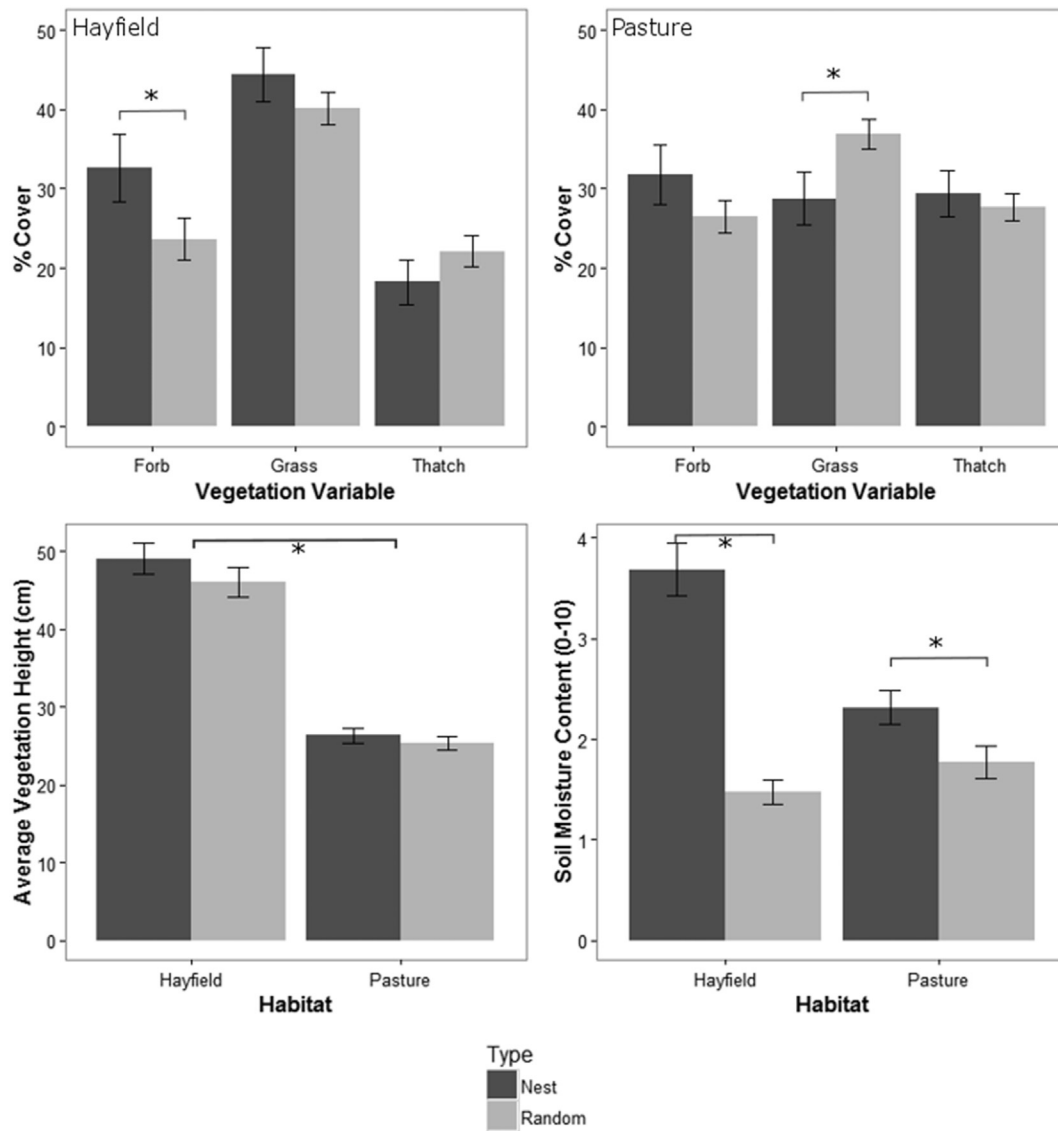 Hayfield
50
40
30
20
10
0
% Cover
*
Forb Grass Thatch
Vegetation Variable
Pasture
50
40
30
20
10
0
% Cover
*
Forb Grass Thatch
Vegetation Variable
50
40
30
20
10
0
Average Vegetation Height (cm)
*
Hayfield Pasture
Habitat
4
3
2
1
0
Soil Moisture Content (0-10)
*
*
Hayfield Pasture
Habitat
Type
Nest
Random